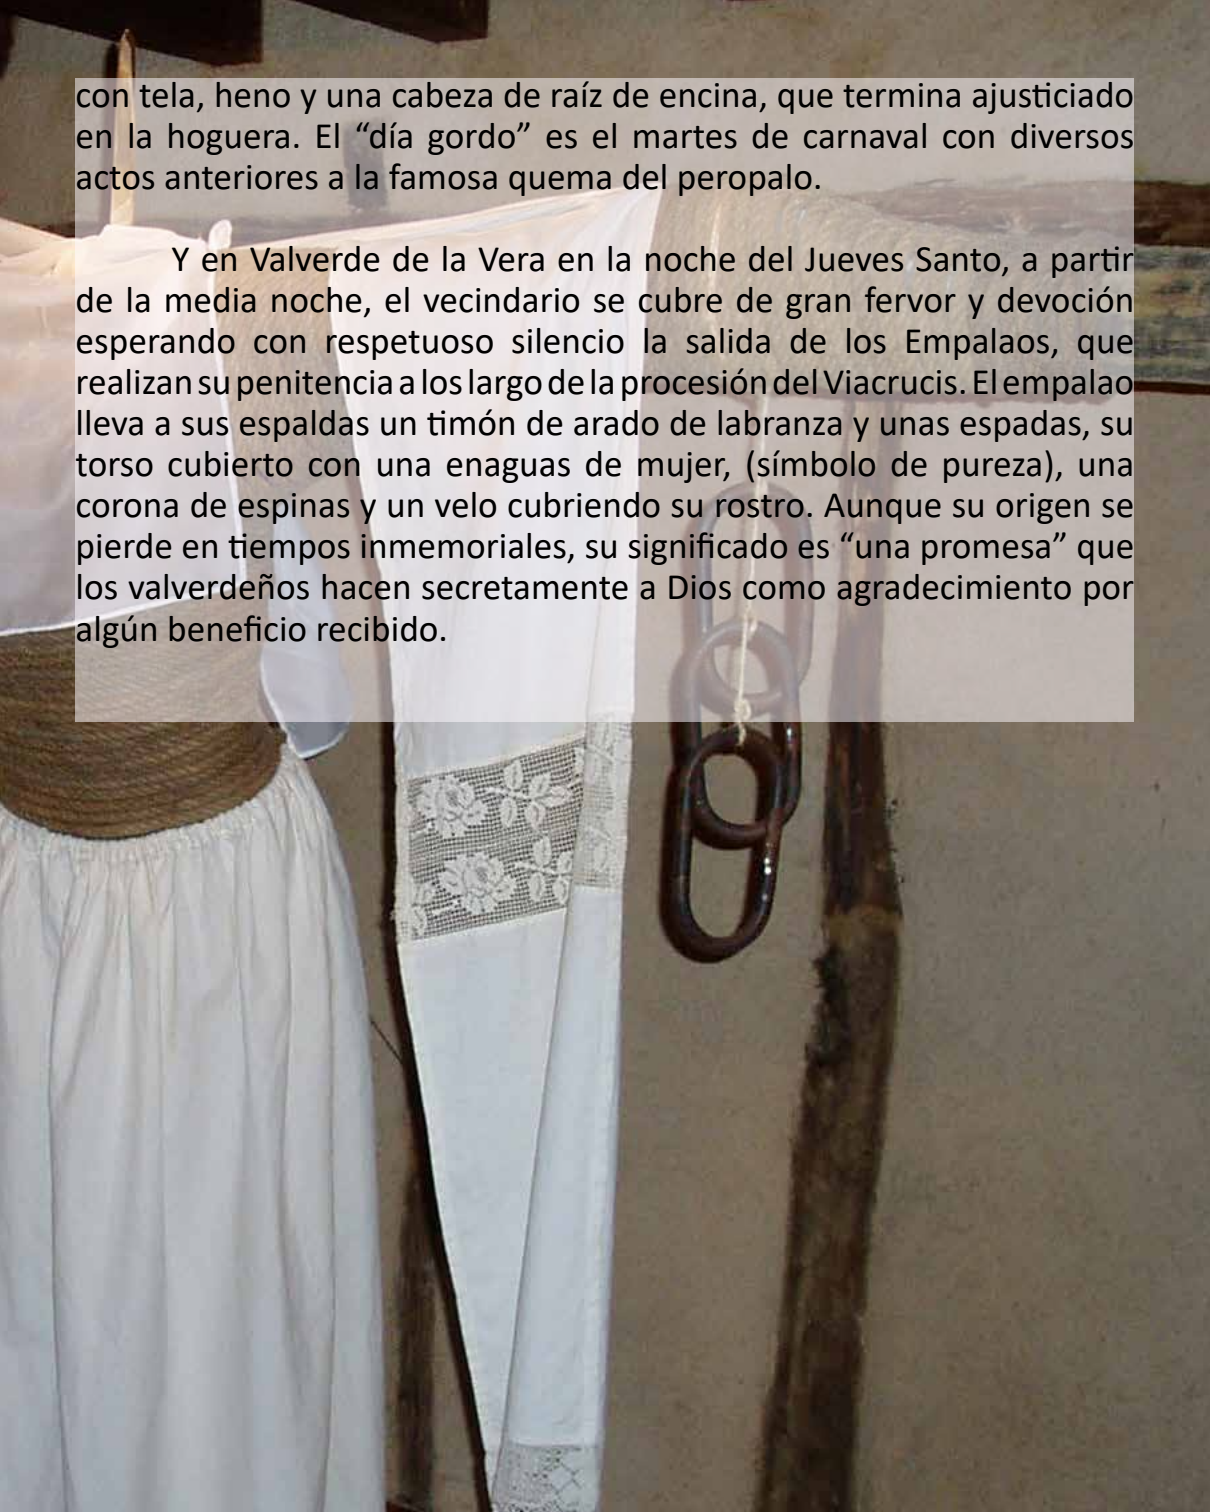 con tela, heno y una cabeza de raíz de encina, que termina ajusticiado
en la hoguera. El “día gordo” es el martes de carnaval con diversos
actos anteriores a la famosa quema del peropalo.
Y en Valverde de la Vera en la noche del Jueves Santo, a partir
de la media noche, el vecindario se cubre de gran fervor y devoción
esperando con respetuoso silencio la salida de los Empalaos, que
realizan su penitencia a los largo de la procesión del Viacrucis. El empalao
lleva a sus espaldas un timón de arado de labranza y unas espadas, su
torso cubierto con una enaguas de mujer, (símbolo de pureza), una
corona de espinas y un velo cubriendo su rostro. Aunque su origen se
pierde en tiempos inmemoriales, su significado es “una promesa” que
los valverdeños hacen secretamente a Dios como agradecimiento por
algún beneficio recibido.